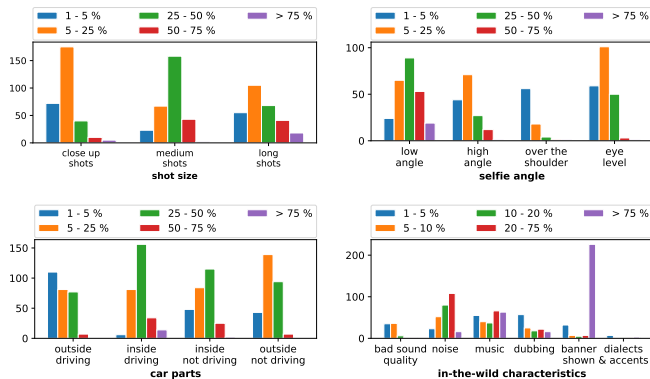 1 - 5 % 25 - 50 % > 75 %
5 - 25 % 50 - 75 %
150
100
50
0
close up shots
medium shots
long shots
shot size
1 - 5 % 25 - 50 % > 75 %
5 - 25 % 50 - 75 %
100
50
0
low angle
high angle
over the shoulder
eye level
selfie angle
1 - 5 % 25 - 50 % > 75 %
5 - 25 % 50 - 75 %
150
100
50
0
outside driving
inside driving
inside not driving
outside not driving
car parts
1 - 5 % 10 - 20 % > 75 %
5 - 10 % 20 - 75 %
200
100
0
bad sound quality
noise
music
dubbing
banner shown
dialects & accents
in-the-wild characteristics